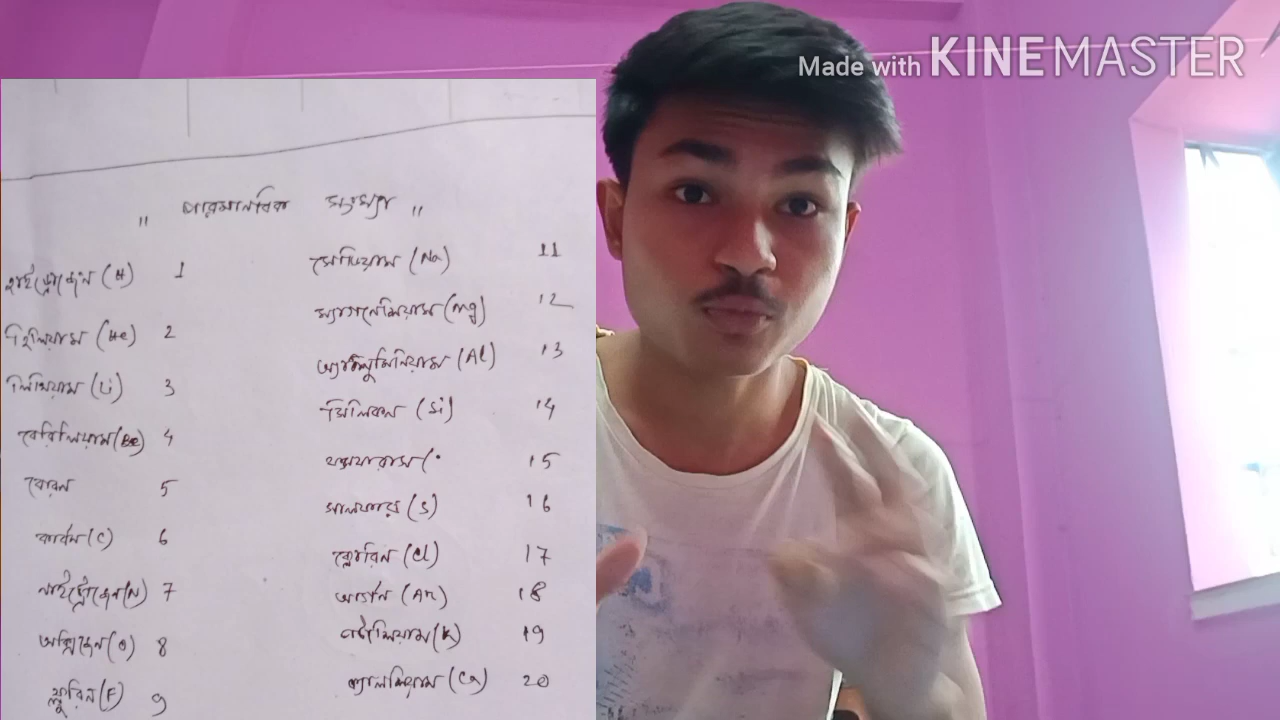 Made with KINEMASTER
" পারমানবিক সংখ্যা "
হাইড্রোজেন (H) 1
হিলিয়াম (He) 2
লিথিয়াম (Li) 3
বেরিলিয়াম (Be) 4
বোরন 5
কার্বন (C) 6
নাইট্রোজেন (N) 7
অক্সিজেন (O) 8
ফ্লুরিন (F) 9
সোডিয়াম (Na) 11
ম্যাগনেশিয়াম (Mg) 12
অ্যালুমিনিয়াম (Al) 13
সিলিকন (Si) 14
ফসফারাস ( 15
সালফার (S) 16
ক্লোরিন (Cl) 17
আর্গন (Ar) 18
পটাশিয়াম (K) 19
ক্যালশিয়াম (Ca) 20